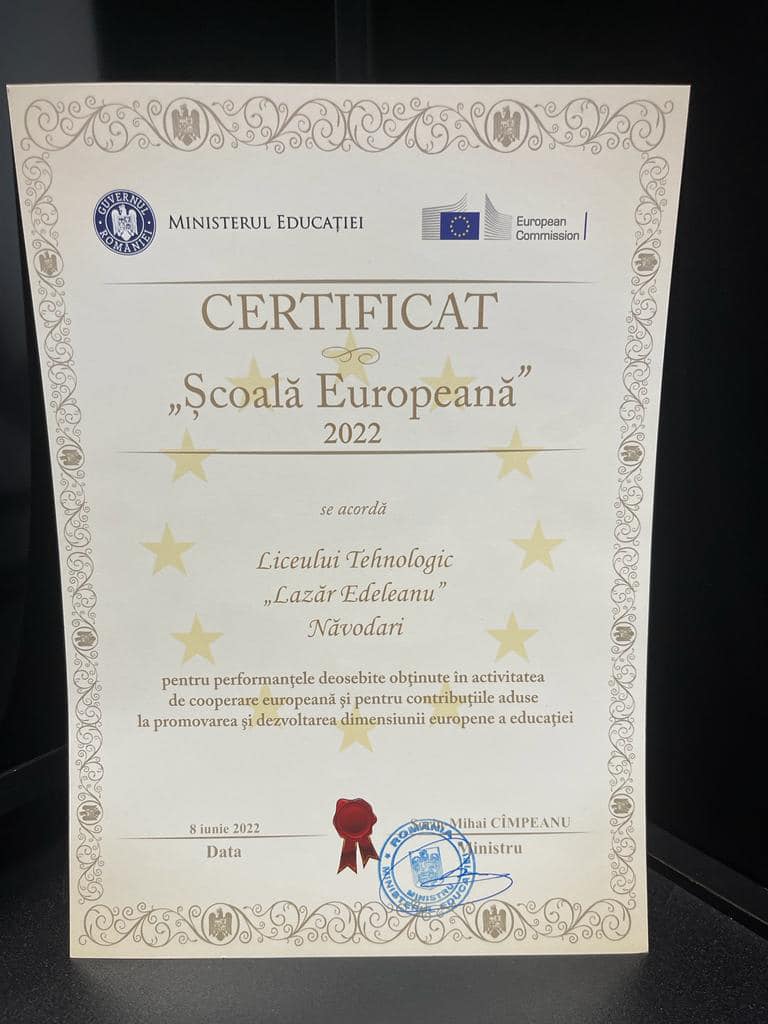 GUVERNUL ROMÂNIEI
MINISTERUL EDUCAȚIEI
European
Commission
CERTIFICAT
„Școală Europeană”
2022
se acordă
Liceului Tehnologic
„Lazăr Edeleanu”
Năvodari
pentru performanțele deosebite obținute în activitatea
de cooperare europeană și pentru contribuțiile aduse
la promovarea și dezvoltarea dimensiunii europene a educației
8 iunie 2022
Data
Mihai CÎMPEANU
Ministru
ROMÂNIA
MINISTRU